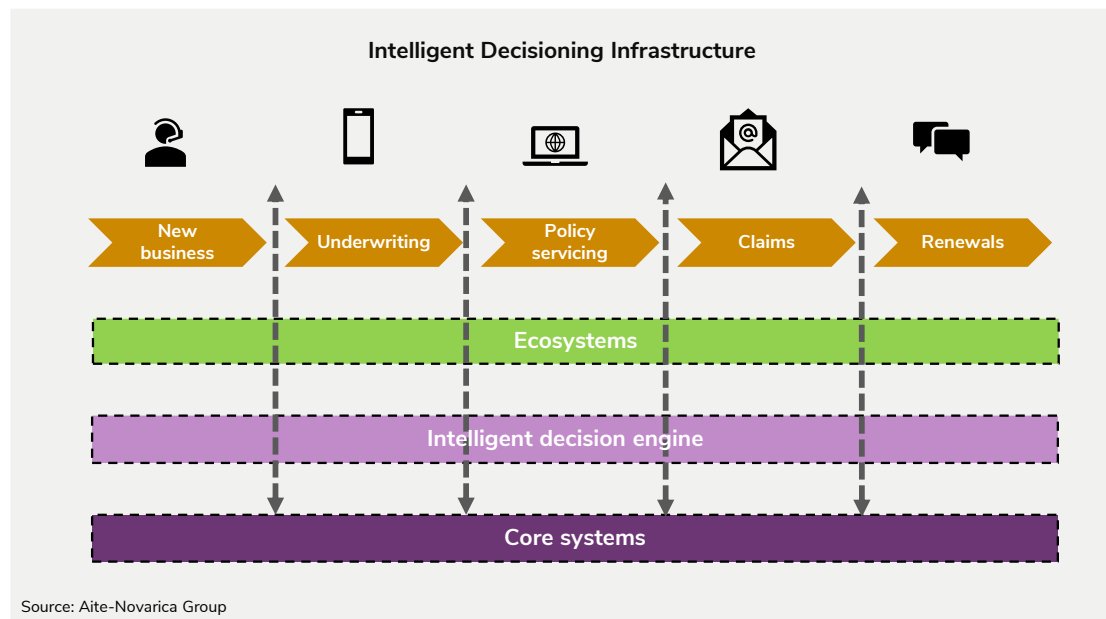 Intelligent Decisioning Infrastructure
@
New
business
Underwriting
Policy
servicing
Claims
Renewals
Ecosystems
Intelligent decision engine
Core systems
Source: Aite-Novarica Group